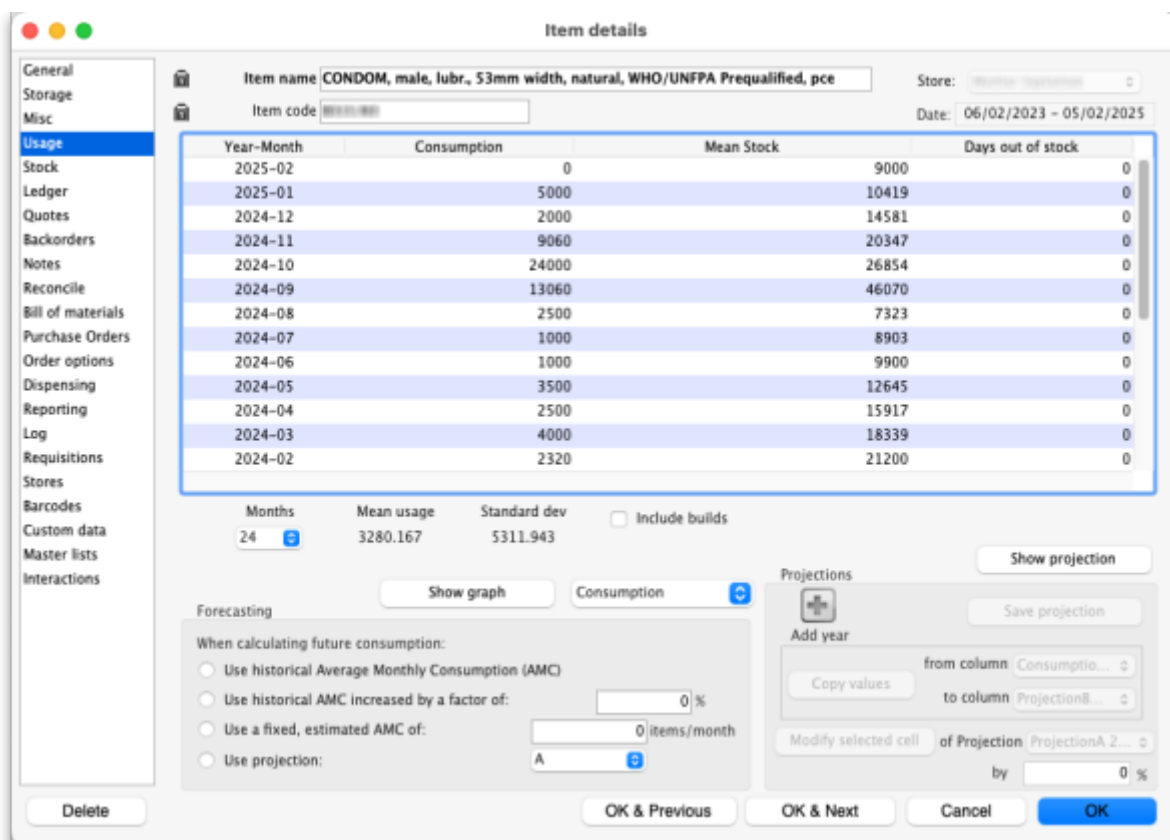 Item details
General
Storage
Misc
Usage
Stock
Ledger
Quotes
Backorders
Notes
Reconcile
Bill of materials
Purchase Orders
Order options
Dispensing
Reporting
Log
Requisitions
Stores
Barcodes
Custom data
Master lists
Interactions
Item name CONDOM, male, lubr., 53mm width, natural, WHO/UNFPA Prequalified, pce
Store:
Item code
Date: 06/02/2023 – 05/02/2025
Year–Month Consumption Mean Stock Days out of stock
2025–02 0 9000 0
2025–01 5000 10419 0
2024–12 2000 14581 0
2024–11 9060 20347 0
2024–10 24000 26854 0
2024–09 13060 46070 0
2024–08 2500 7323 0
2024–07 1000 8903 0
2024–06 1000 9900 0
2024–05 3500 12645 0
2024–04 2500 15917 0
2024–03 4000 18339 0
2024–02 2320 21200 0
Months Mean usage Standard dev
24 3280.167 5311.943
Include builds
Show projection
Show graph Consumption
Forecasting
When calculating future consumption:
Use historical Average Monthly Consumption (AMC)
Use historical AMC increased by a factor of: 0 %
Use a fixed, estimated AMC of: 0 items/month
Use projection: A
Projections
Add year
Save projection
Copy values
from column Consumptio...
to column ProjectionB...
Modify selected cell of Projection ProjectionA 2...
by 0 %
Delete
OK & Previous
OK & Next
Cancel
OK